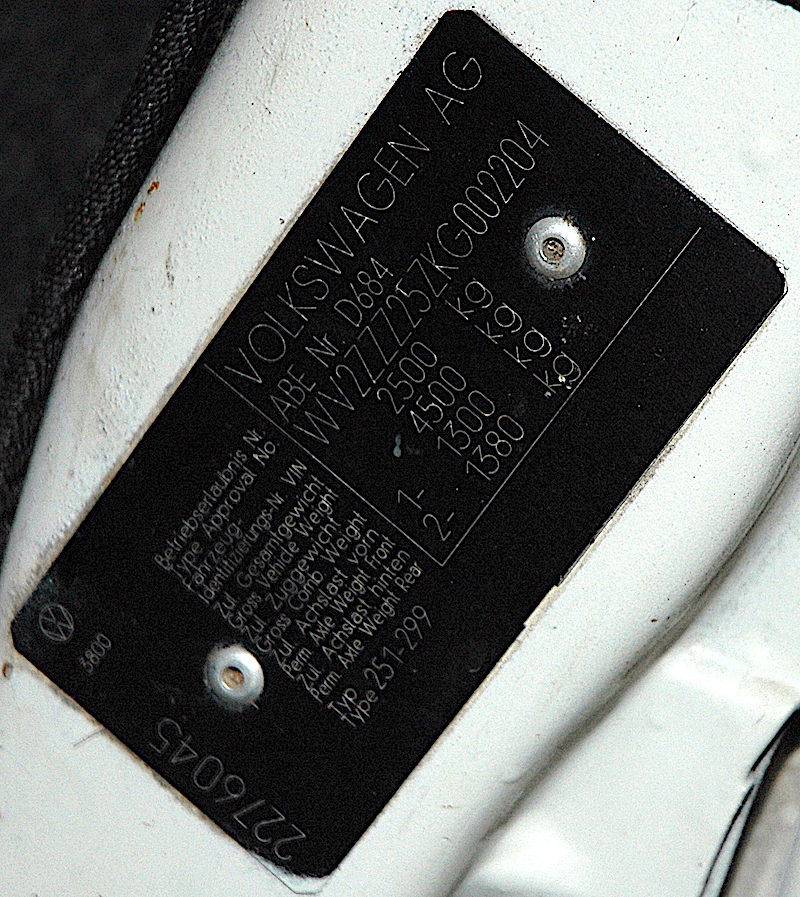 VOLKSWAGEN AG
Betriebserlaubnis Nr.
Type Approval No.
ABE Nr. D684
Fahrzeug-
Identifizierungs-Nr. VIN
WV2ZZZ25ZKG002204
Zul. Gesamtgewicht
Gross Vehicle Weight
2500 kg
Zul. Zuggewicht
Gross Comb. Weight
4500 kg
Zul. Achslast vorn
Perm. Axle Weight Front
1- 1300 kg
Zul. Achslast hinten
Perm. Axle Weight Rear
2- 1380 kg
Typ
Type 251-299
3800
2276045